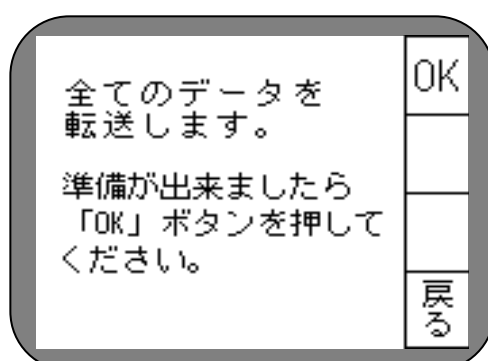 全てのデータを
転送します。
準備が出来ましたら
「OK」ボタンを押して
ください。
OK
戻る